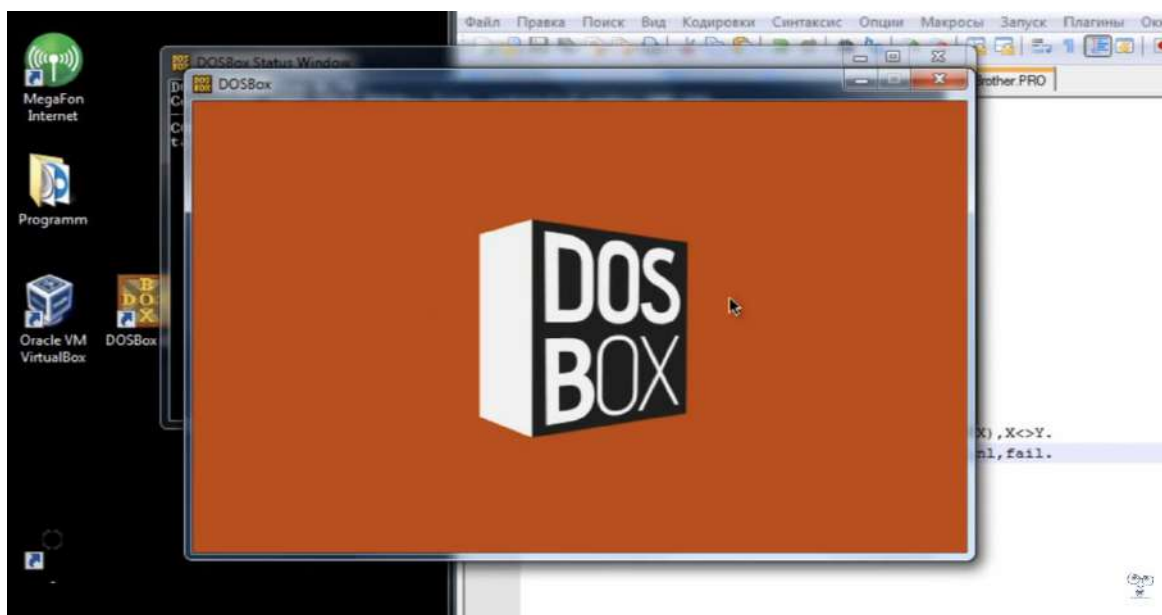 Файл Правка Поиск Вид Кодировки Синтаксис Опции Макросы Запуск Плагины
DOSBox Status Window
DOSBox
Brother.PRO
MegaFon
Internet
Programm
DOS
BOX
Oracle VM
VirtualBox
DOSBox
X),X<>Y.
nl,fail.